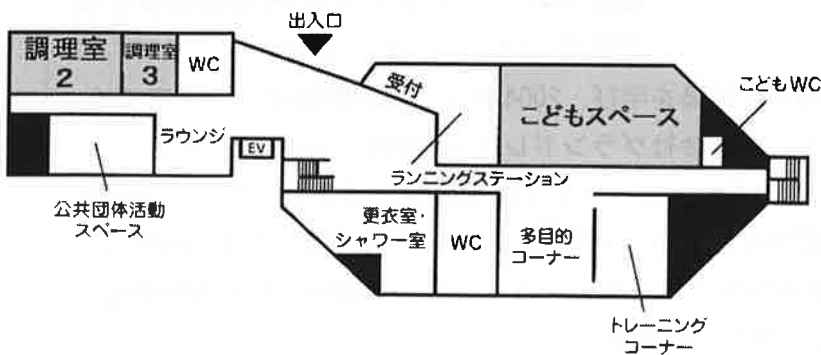 出入口
調理室
2
調理室
3
WC
受付
こどもスペース
こどもWC
ラウンジ
EV
ランニングステーション
公共団体活動
スペース
更衣室・
シャワー室
WC
多目的
コーナー
トレーニング
コーナー